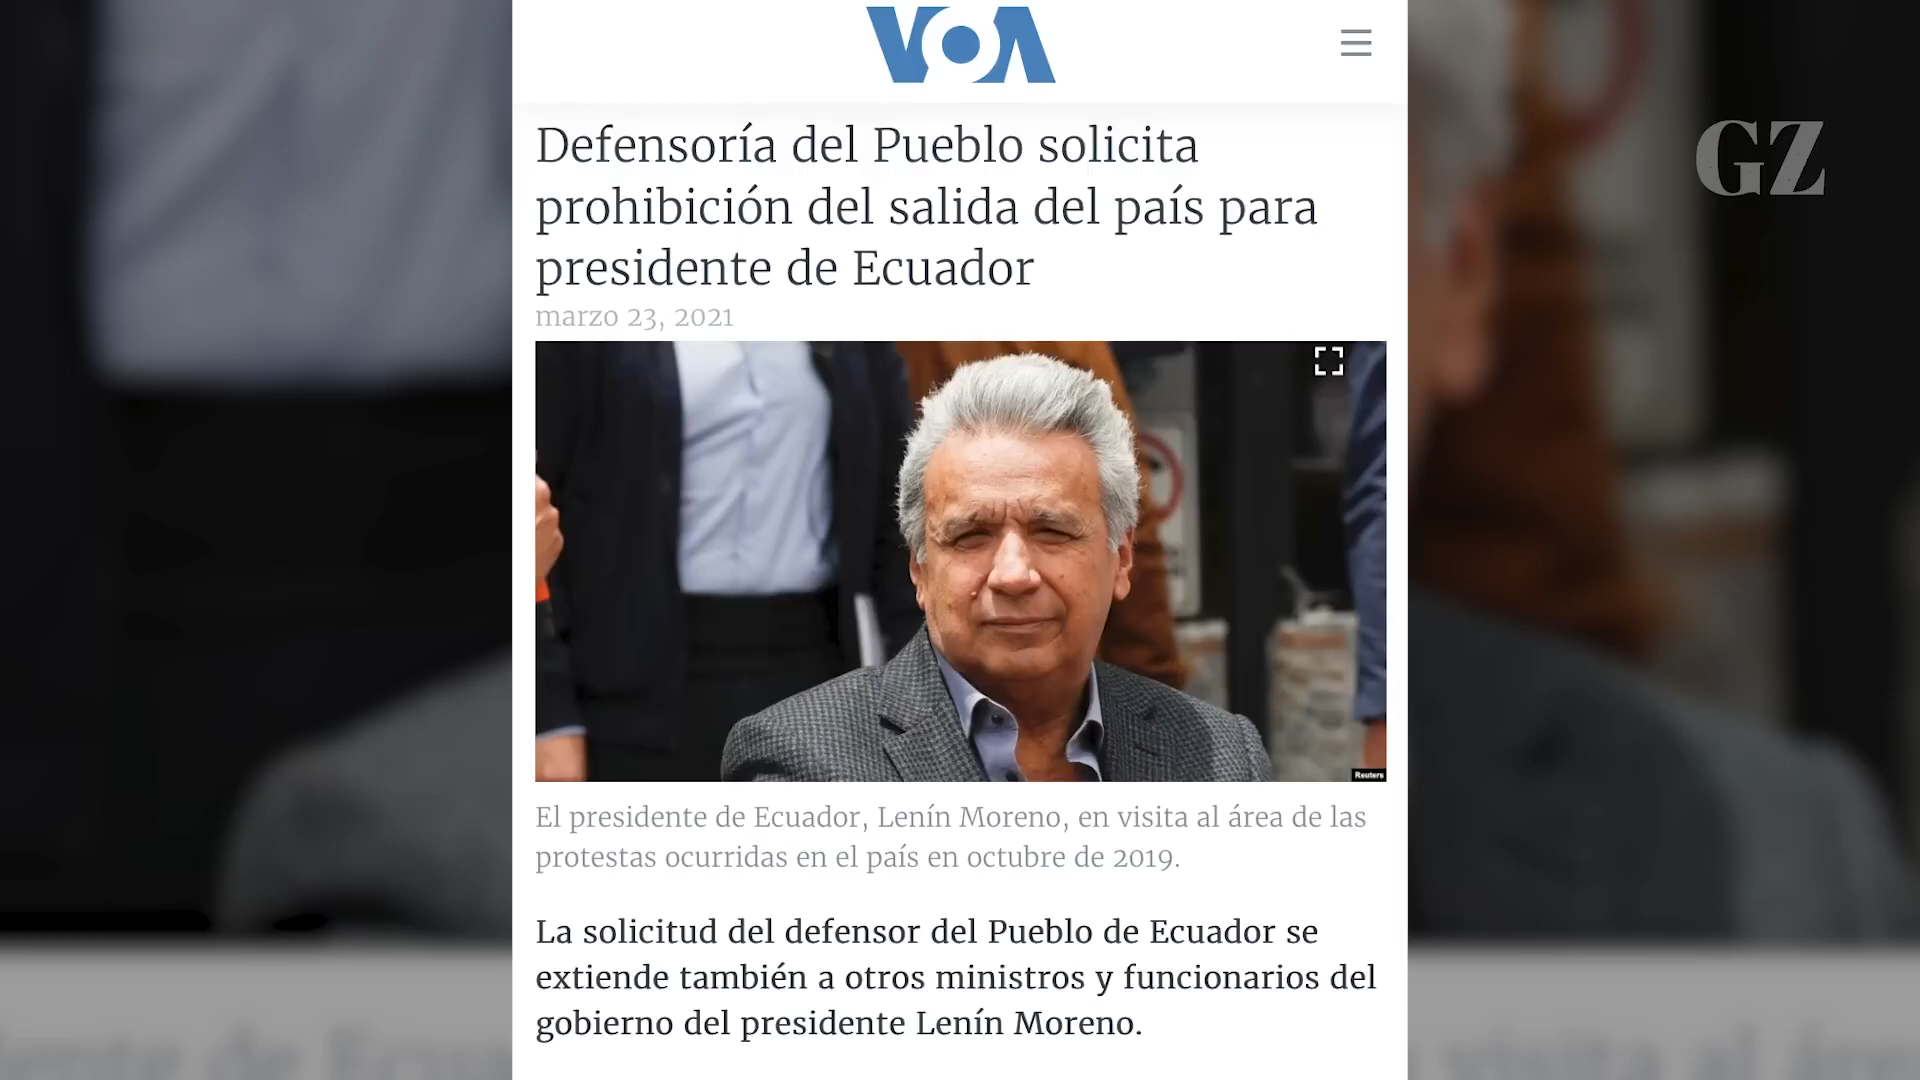 VOA
GZ
Defensoría del Pueblo solicita
prohibición del salida del país para
presidente de Ecuador
marzo 23, 2021
Reuters
El presidente de Ecuador, Lenín Moreno, en visita al área de las
protestas ocurridas en el país en octubre de 2019.
La solicitud del defensor del Pueblo de Ecuador se
extiende también a otros ministros y funcionarios del
gobierno del presidente Lenín Moreno.